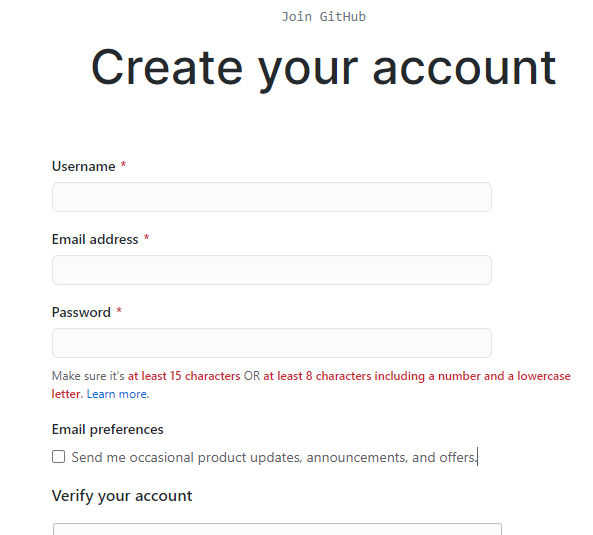 Join GitHub
Create your account
Username *
Email address *
Password *
Make sure it's at least 15 characters OR at least 8 characters including a number and a lowercase
letter. Learn more.
Email preferences
Send me occasional product updates, announcements, and offers.
Verify your account